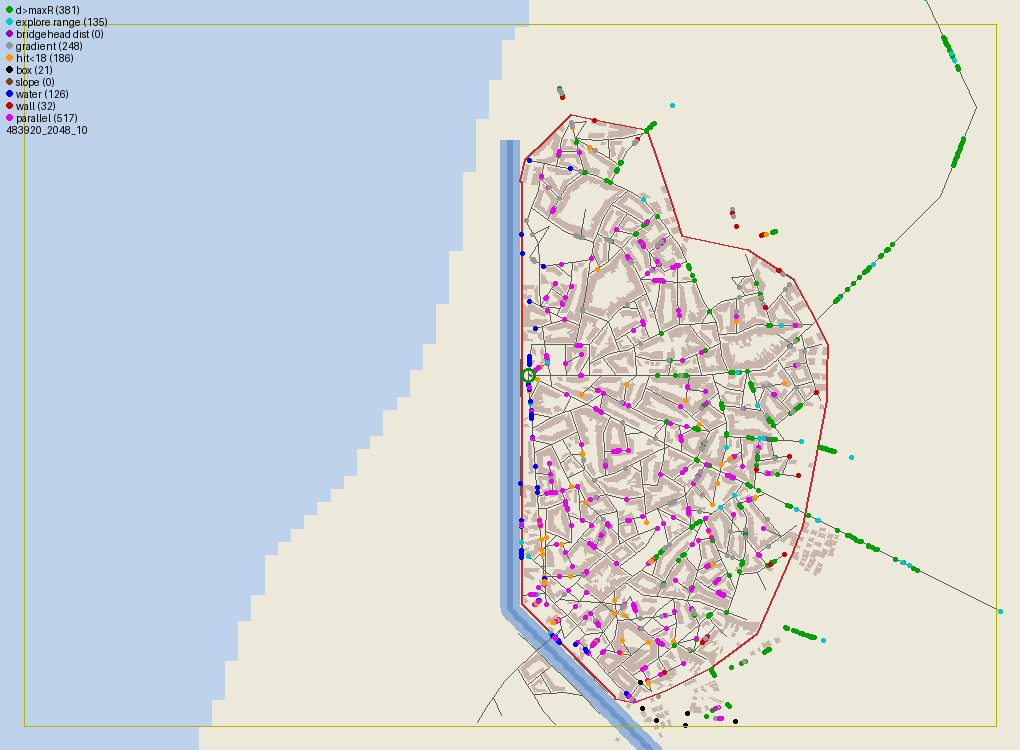 d>maxR (381)
explore range (135)
bridgehead dist (0)
gradient (248)
hit<18 (186)
box (21)
slope (0)
water (126)
wall (32)
parallel (517)
483920_2048_10